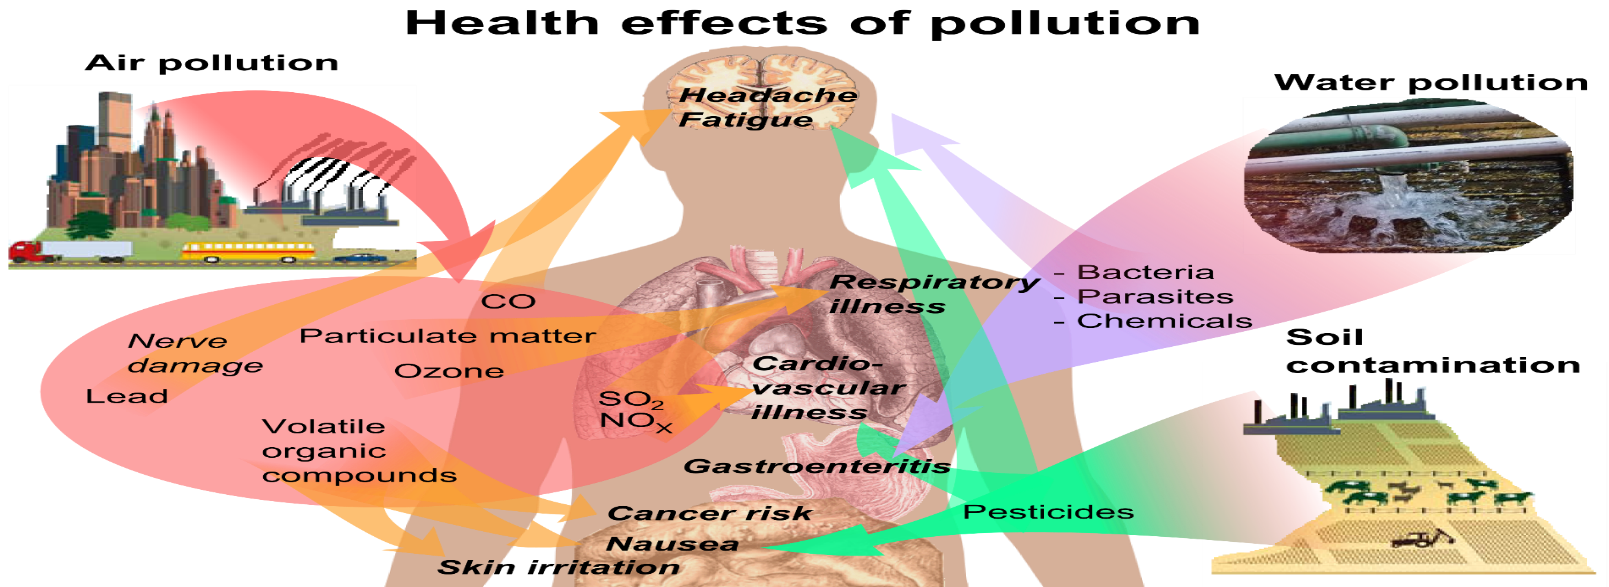 Health effects of pollution
Air pollution
Water pollution
Headache
Fatigue
CO
Particulate matter
Ozone
Nerve
damage
Lead
SO₂
NOₓ
Volatile
organic
compounds
Respiratory
illness
Cardio-
vascular
illness
Gastroenteritis
Cancer risk
Nausea
Skin irritation
- Bacteria
- Parasites
- Chemicals
Soil
contamination
Pesticides